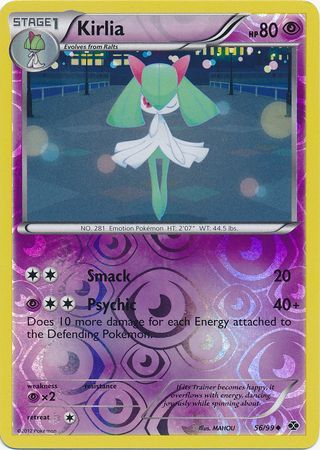 STAGE1
Kirlia
HP80
Evolves from Ralts
NO. 281 Emotion Pokémon HT: 2'07" WT: 44.5 lbs.
Smack 20
Psychic 40+
Does 10 more damage for each Energy attached to
the Defending Pokémon.
weakness
×2
resistance
retreat
If its Trainer becomes happy, it
overflows with energy, dancing
joyously while spinning about.
©2012 Pokémon
Illus. MAHOU
56/99